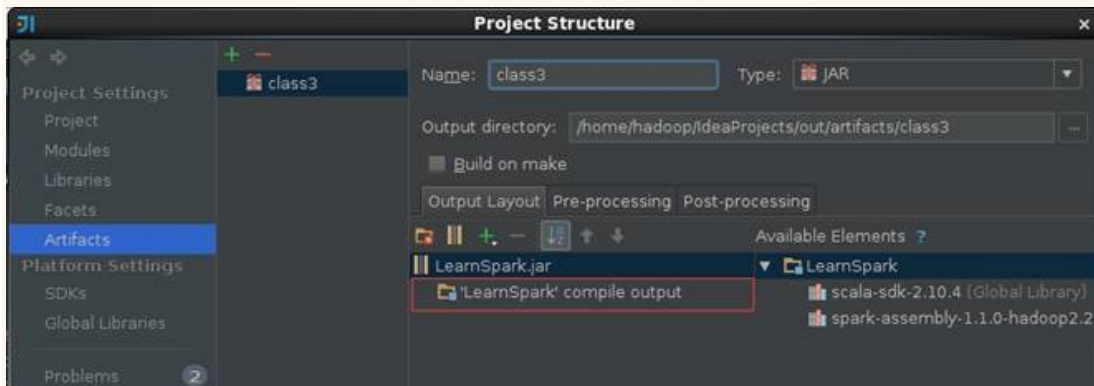 Project Structure
Project Settings
Project
Modules
Libraries
Facets
Artifacts
Platform Settings
SDKs
Global Libraries
Problems 2
class3
Name: class3 Type: JAR
Output directory: /home/hadoop/IdeaProjects/out/artifacts/class3 ...
Build on make
Output Layout Pre-processing Post-processing
Available Elements ?
LearnSpark.jar
'LearnSpark' compile output
LearnSpark
scala-sdk-2.10.4 (Global Library)
spark-assembly-1.1.0-hadoop2.2